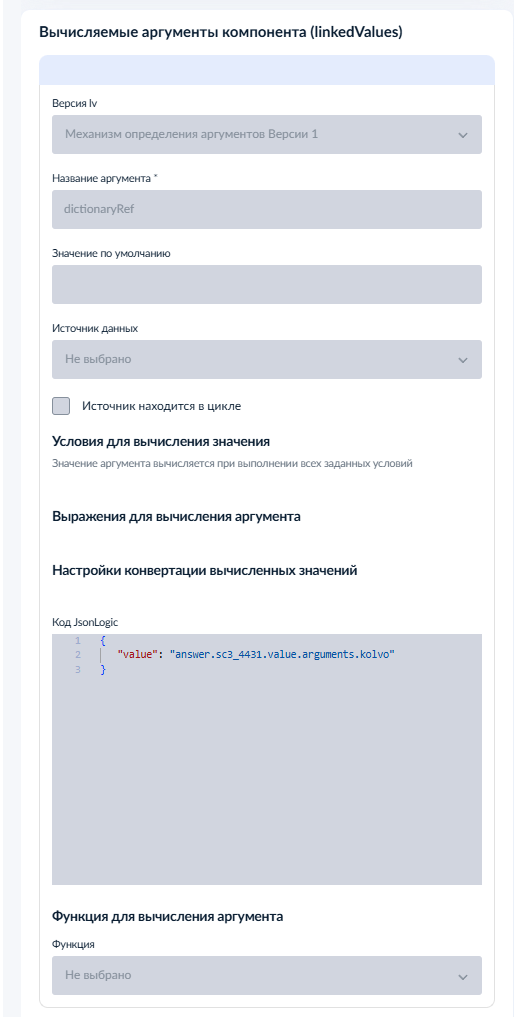 Вычисляемые аргументы компонента (linkedValues)
Версия lv
Механизм определения аргументов Версии 1
Название аргумента *
dictionaryRef
Значение по умолчанию
Источник данных
Не выбрано
Источник находится в цикле
Условия для вычисления значения
Значение аргумента вычисляется при выполнении всех заданных условий
Выражения для вычисления аргумента
Настройки конвертации вычисленных значений
Код JsonLogic
1 {
2 "value": "answer.sc3_4431.value.arguments.kolvo"
3 }
Функция для вычисления аргумента
Функция
Не выбрано